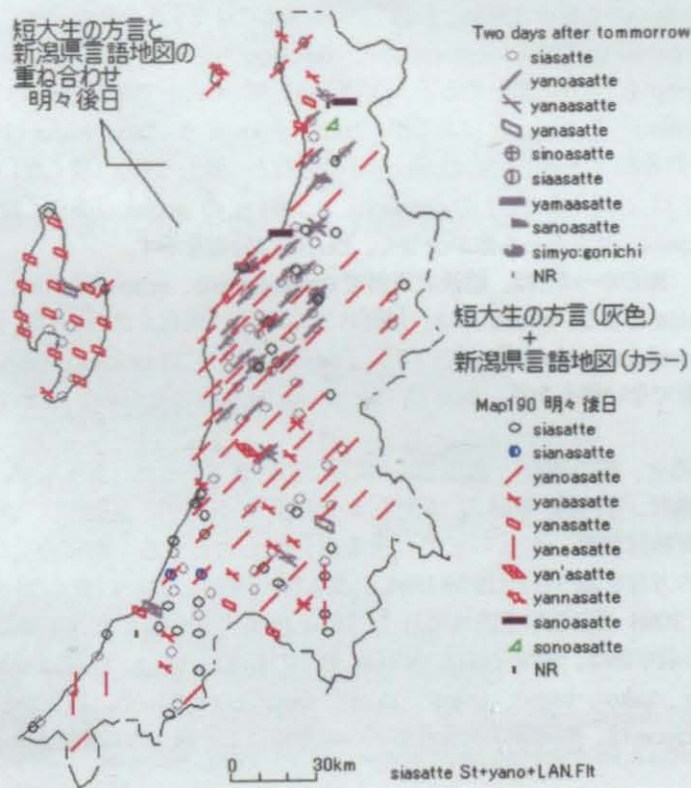 短大生の方言と
新潟県言語地図の
重ね合わせ
明々後日
Two days after tommorrow
siasatte
yanoasatte
yanaasatte
yanasatte
sinoasatte
siaasatte
yamaasatte
sanoasatte
simyogonichi
NR
短大生の方言(灰色)
+
新潟県言語地図(カラー)
Map190 明々後日
siasatte
sianasatte
yanoasatte
yanaasatte
yanasatte
yaneasatte
yan'asatte
yannasatte
sanoasatte
sonoasatte
NR
0 30km
siasatte St+yano+LAN.Flt